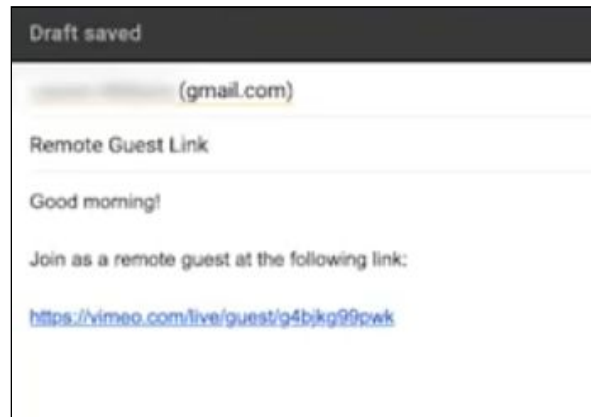 Draft saved
(gmail.com)
Remote Guest Link
Good morning!
Join as a remote guest at the following link:
https://vimeo.com/live/guest/g4bjkg99pwk